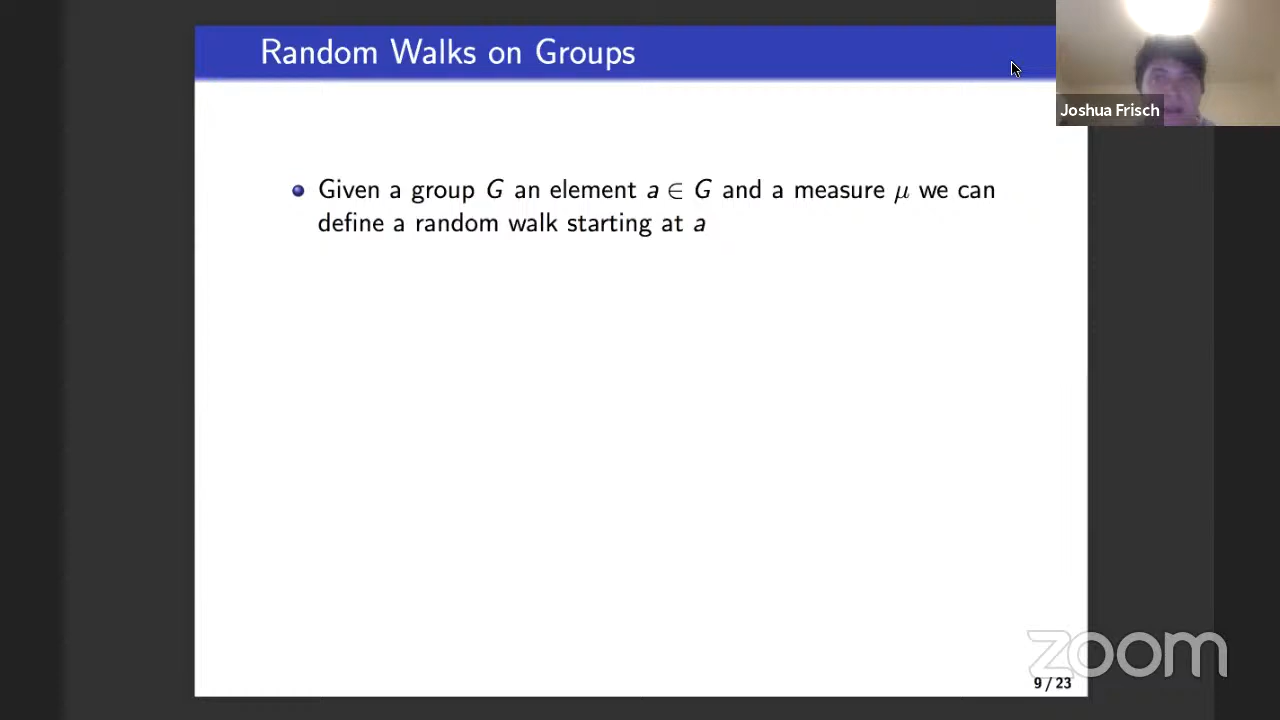 Random Walks on Groups
Joshua Frisch
Given a group G an element a ∈ G and a measure μ we can
define a random walk starting at a
zoom
9 / 23